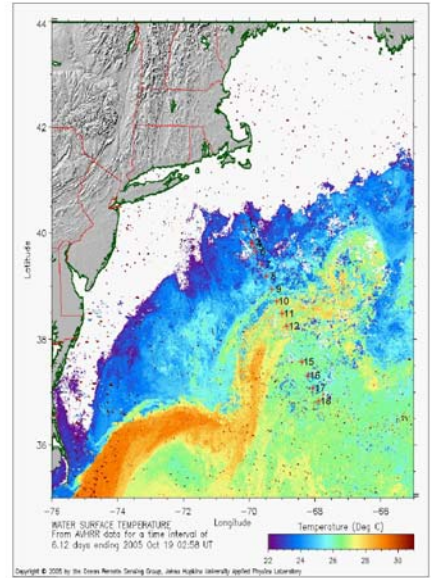 44
42
40
38
36
Latitude
9
10
11
12
15
16
17
18
-76 -74 -72 -70 -68 -66
Longitude
WATER SURFACE TEMPERATURE
From AVHRR data for a time interval of
6.12 days ending 2005 Oct 19 02:58 UT
Temperature (Deg K)
22 24 26 28 30
Copyright © 2005 by the Ocean Remote Sensing Group, Johns Hopkins University Applied Physics Laboratory